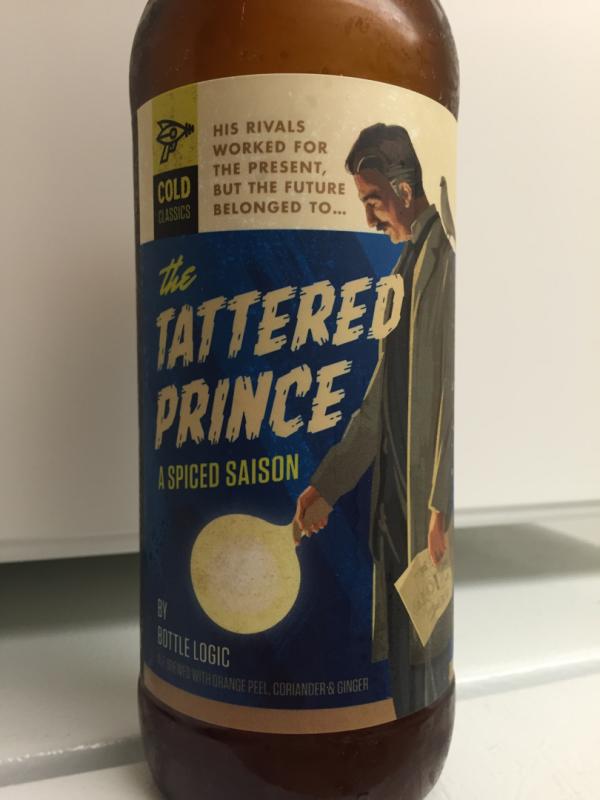 HIS RIVALS
WORKED FOR
THE PRESENT,
BUT THE FUTURE
BELONGED TO...
COLD
CLASSICS
the
TATTERED
PRINCE
A SPICED SAISON
BY
BOTTLE LOGIC
BREWED WITH ORANGE PEEL, CORIANDER & GINGER